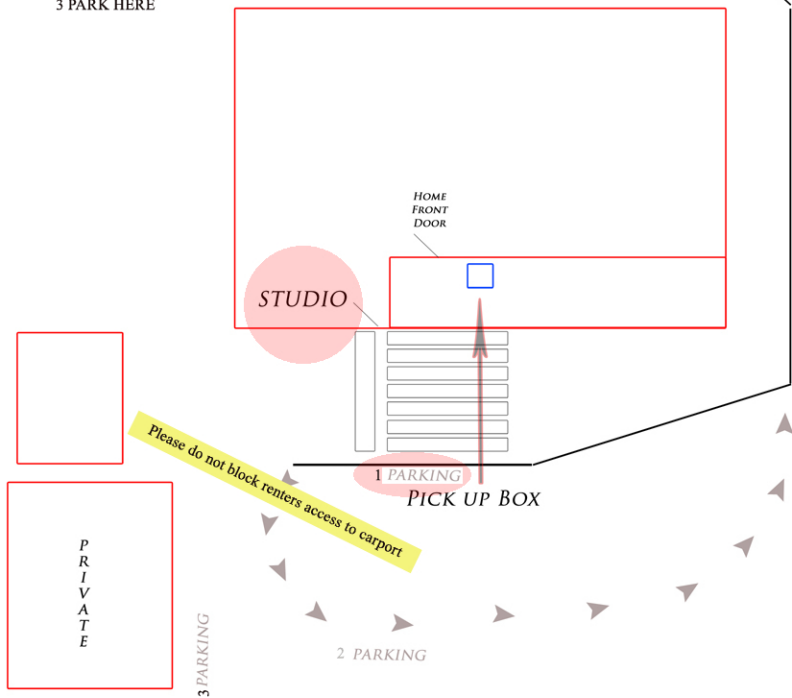 3 PARK HERE
HOME
FRONT
DOOR
STUDIO
Please do not block renters access to carport
1 PARKING
PICK UP BOX
PRIVATE
3 PARKING
2 PARKING